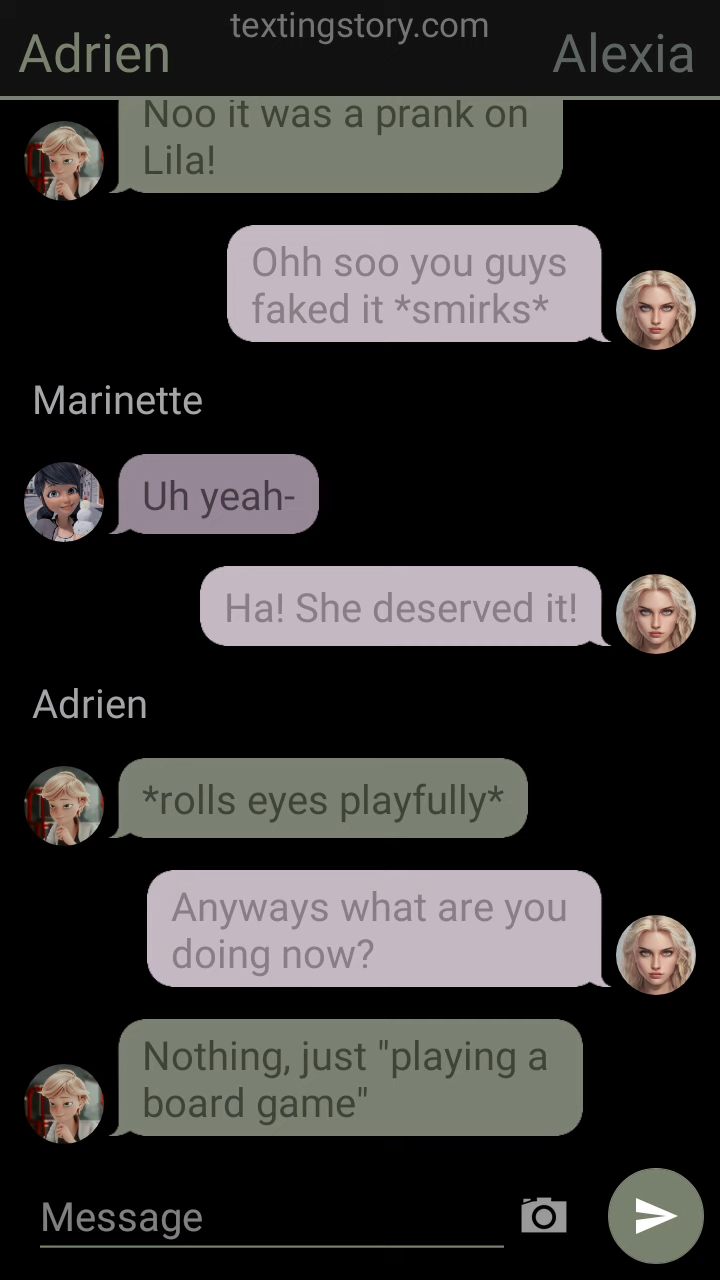 textingstory.com
Adrien
Alexia
Noo it was a prank on
Lila!
Ohh soo you guys
faked it *smirks*
Marinette
Uh yeah-
Ha! She deserved it!
Adrien
*rolls eyes playfully*
Anyways what are you
doing now?
Nothing, just "playing a
board game"
Message